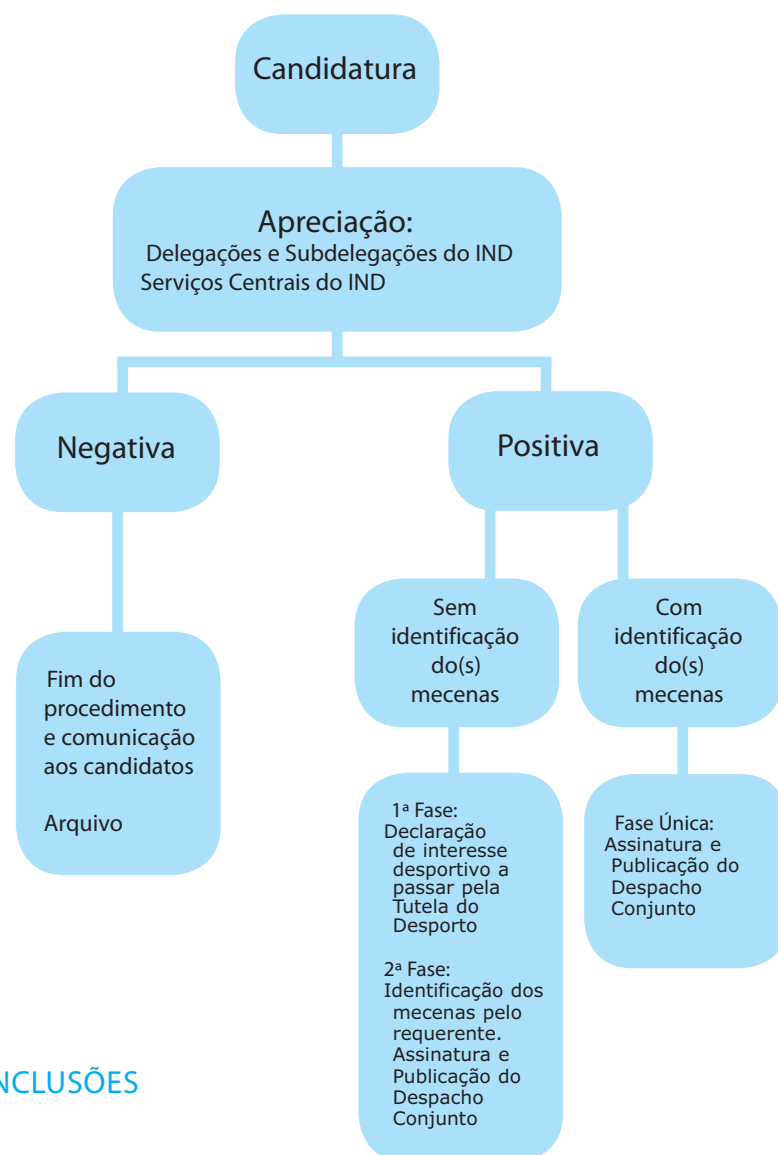 Candidatura
Apreciação:
Delegações e Subdelegações do IND
Serviços Centrais do IND
Negativa
Positiva
Fim do
procedimento
e comunicação
aos candidatos
Arquivo
Sem
identificação
do(s)
mecenas
Com
identificação
do(s)
mecenas
1ª Fase:
Declaração
de interesse
desportivo a
passar pela
Tutela do
Desporto
2ª Fase:
Identificação dos
mecenas pelo
requerente.
Assinatura e
Publicação do
Despacho
Conjunto
Fase Única:
Assinatura e
Publicação do
Despacho
Conjunto
NCLUSÕES